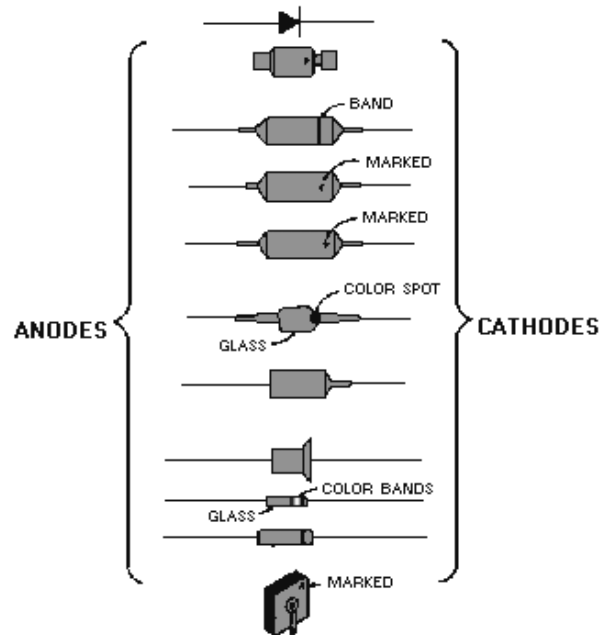 BAND
MARKED
MARKED
COLOR SPOT
ANODES
CATHODES
GLASS
COLOR BANDS
GLASS
MARKED